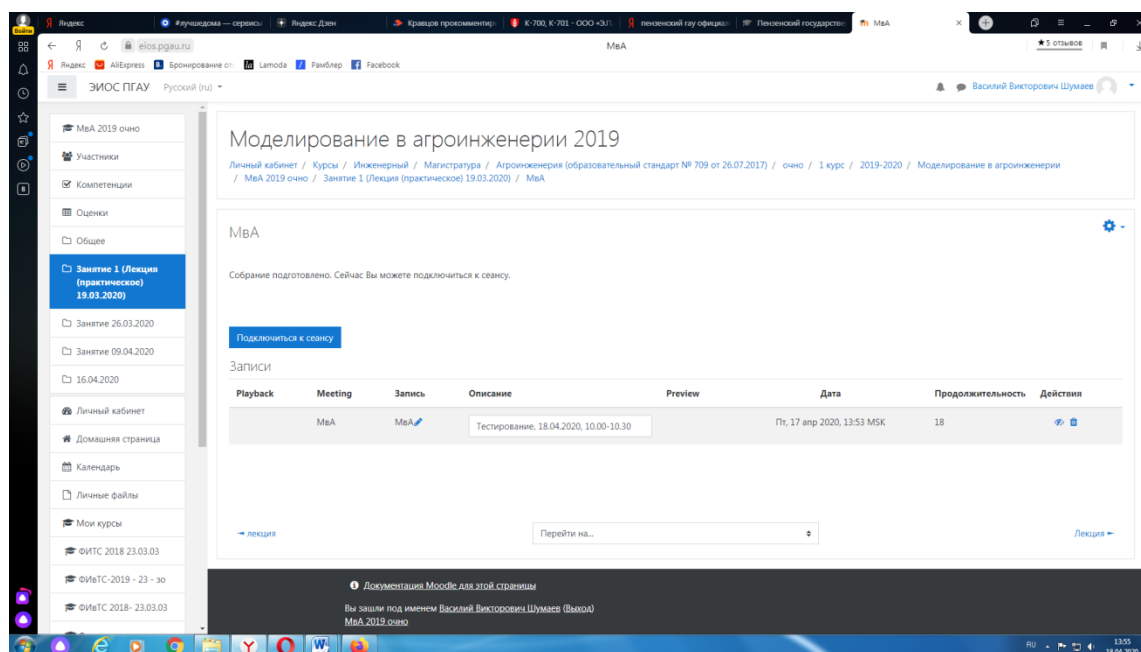 Войти
Яндекс
#лучшедома — сервисы
Яндекс Дзен
Кравцов прокомментир
К-700, К-701 - ООО «ЭЛ
пензенский гау официал
Пензенский государстве
МвА
eios.pgau.ru
МвА
★ 5 отзывов
Яндекс
AliExpress
Бронирование от
Lamoda
Рамблер
Facebook
ЭИОС ПГАУ
Русский (ru)
Василий Викторович Шумаев
МвА 2019 очно
Участники
Компетенции
Оценки
Общее
Занятие 1 (Лекция
(практическое)
19.03.2020)
Занятие 26.03.2020
Занятие 09.04.2020
16.04.2020
Личный кабинет
Домашняя страница
Календарь
Личные файлы
Мои курсы
ФИТС 2018 23.03.03
ФИвТС-2019 - 23 - зо
ФИвТС 2018- 23.03.03
Моделирование в агроинженерии 2019
Личный кабинет / Курсы / Инженерный / Магистратура / Агроинженерия (образовательный стандарт № 709 от 26.07.2017) / очно / 1 курс / 2019-2020 / Моделирование в агроинженерии
/ МвА 2019 очно / Занятие 1 (Лекция (практическое) 19.03.2020) / МвА
МвА
Собрание подготовлено. Сейчас Вы можете подключиться к сеансу.
Подключиться к сеансу
Записи
Playback Meeting Запись Описание Preview Дата Продолжительность Действия
МвА МвА Тестирование, 18.04.2020, 10.00-10.30 Пт, 17 апр 2020, 13:53 MSK 18
◄ лекция
Перейти на...
Лекция ►
Документация Moodle для этой страницы
Вы зашли под именем Василий Викторович Шумаев (Выход)
МвА 2019 очно
RU
13:55
18.04.2020